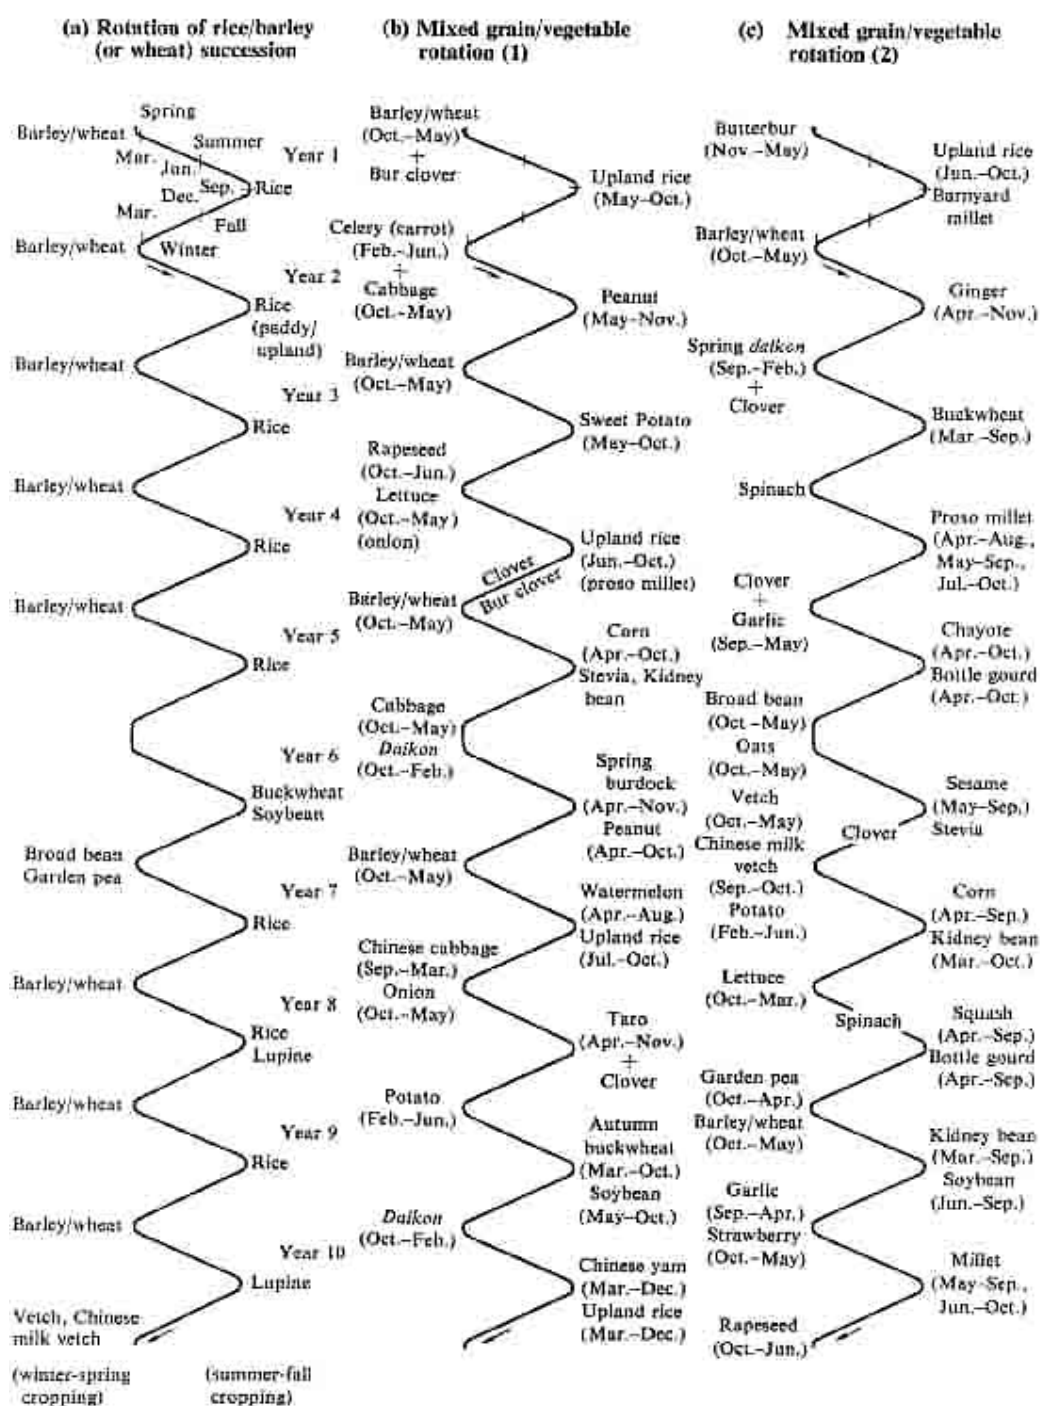 (a) Rotation of rice/barley
(or wheat) succession
Spring
Barley/wheat
Summer
Mar.
Jun.
Year 1
Sep.
Rice
Dec.
Mar.
Fall
Barley/wheat
Winter
Year 2
Rice
(paddy/
upland)
Barley/wheat
Year 3
Rice
Barley/wheat
Year 4
Rice
Barley/wheat
Year 5
Rice
Year 6
Buckwheat
Soybean
Broad bean
Garden pea
Year 7
Rice
Barley/wheat
Year 8
Rice
Lupine
Barley/wheat
Year 9
Rice
Barley/wheat
Year 10
Lupine
Vetch, Chinese
milk vetch
(winter-spring
cropping)
(summer-fall
cropping)
(b) Mixed grain/vegetable
rotation (1)
Barley/wheat
(Oct.–May)
+
Bur clover
Upland rice
(May–Oct.)
Celery (carrot)
(Feb.–Jun.)
+
Cabbage
(Oct.–May)
Peanut
(May–Nov.)
Barley/wheat
(Oct.–May)
Sweet Potato
(May–Oct.)
Rapeseed
(Oct.–Jun.)
Lettuce
(Oct.–May)
(onion)
Upland rice
(Jun.–Oct.)
(proso millet)
Clover
Bur clover
Barley/wheat
(Oct.–May)
Corn
(Apr.–Oct.)
Stevia, Kidney
bean
Cabbage
(Oct.–May)
Daikon
(Oct.–Feb.)
Spring
burdock
(Apr.–Nov.)
Peanut
(Apr.–Oct.)
Barley/wheat
(Oct.–May)
Watermelon
(Apr.–Aug.)
Upland rice
(Jul.–Oct.)
Chinese cabbage
(Sep.–Mar.)
Onion
(Oct.–May)
Taro
(Apr.–Nov.)
+
Clover
Potato
(Feb.–Jun.)
Autumn
buckwheat
(Mar.–Oct.)
Soybean
(May–Oct.)
Daikon
(Oct.–Feb.)
Chinese yam
(Mar.–Dec.)
Upland rice
(Mar.–Dec.)
(c) Mixed grain/vegetable
rotation (2)
Butterbur
(Nov.–May)
Upland rice
(Jun.–Oct.)
Barnyard
millet
Barley/wheat
(Oct.–May)
Ginger
(Apr.–Nov.)
Spring daikon
(Sep.–Feb.)
+
Clover
Buckwheat
(Mar.–Sep.)
Spinach
Proso millet
(Apr.–Aug.,
May–Sep.,
Jul.–Oct.)
Clover
+
Garlic
(Sep.–May)
Chayote
(Apr.–Oct.)
Bottle gourd
(Apr.–Oct.)
Broad bean
(Oct.–May)
Oats
(Oct.–May)
Sesame
(May–Sep.)
Stevia
Vetch
(Oct.–May)
Clover
Chinese milk
vetch
(Sep.–Oct.)
Potato
(Feb.–Jun.)
Corn
(Apr.–Sep.)
Kidney bean
(Mar.–Oct.)
Lettuce
(Oct.–Mar.)
Spinach
Squash
(Apr.–Sep.)
Bottle gourd
(Apr.–Sep.)
Garden pea
(Oct.–Apr.)
Barley/wheat
(Oct.–May)
Kidney bean
(Mar.–Sep.)
Soybean
(Jun.–Sep.)
Garlic
(Sep.–Apr.)
Strawberry
(Oct.–May)
Millet
(May–Sep.,
Jun.–Oct.)
Rapeseed
(Oct.–Jun.)